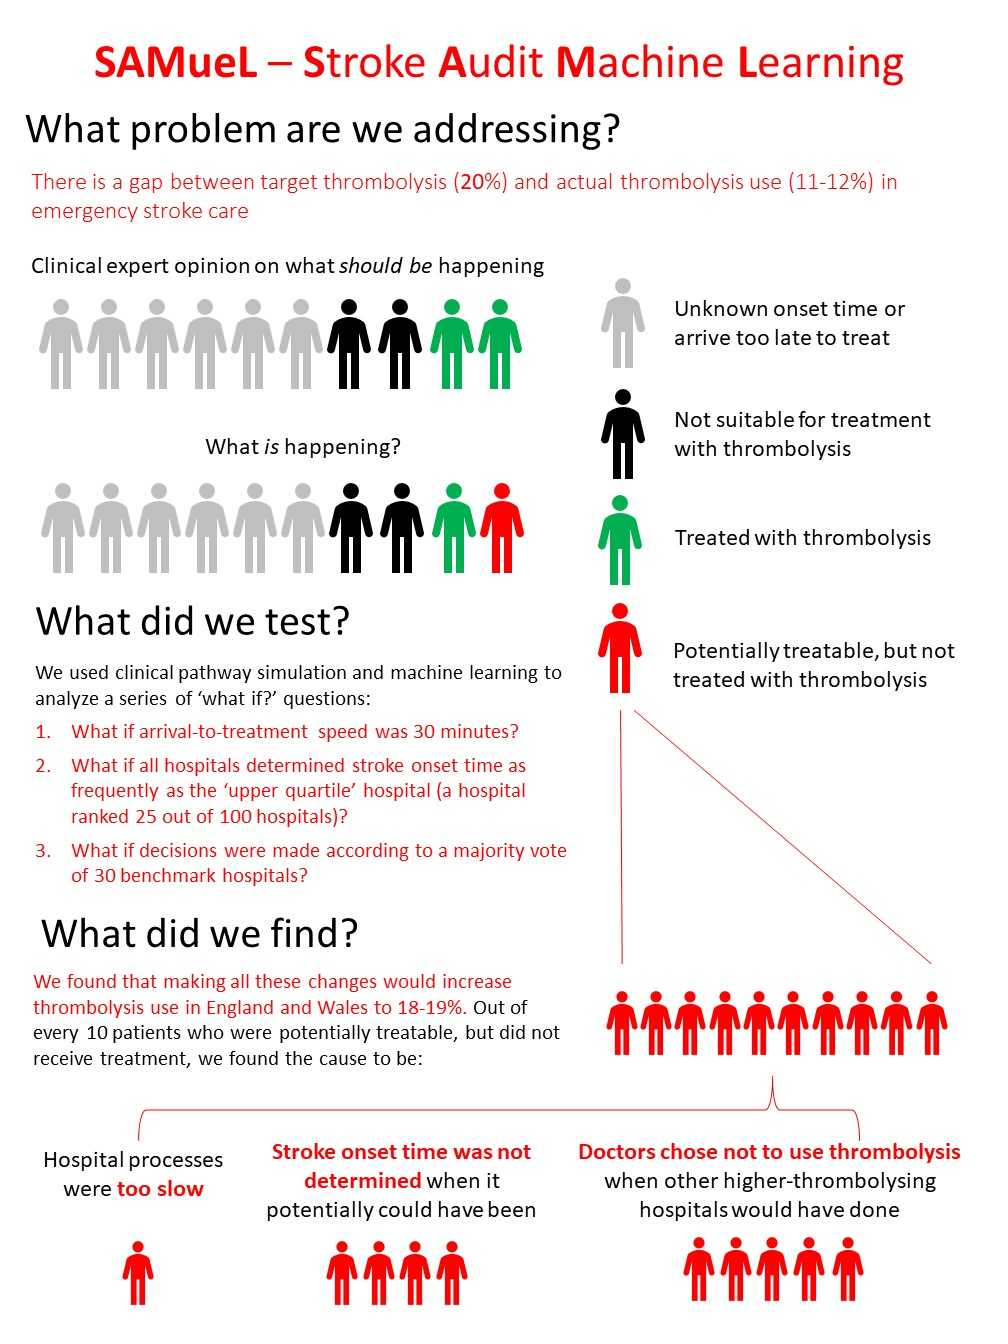 SAMueL – Stroke Audit Machine Learning
What problem are we addressing?
There is a gap between target thrombolysis (20%) and actual thrombolysis use (11-12%) in
emergency stroke care
Clinical expert opinion on what should be happening
What is happening?
Unknown onset time or
arrive too late to treat
Not suitable for treatment
with thrombolysis
Treated with thrombolysis
Potentially treatable, but not
treated with thrombolysis
What did we test?
We used clinical pathway simulation and machine learning to
analyze a series of ‘what if?’ questions:
1. What if arrival-to-treatment speed was 30 minutes?
2. What if all hospitals determined stroke onset time as
frequently as the ‘upper quartile’ hospital (a hospital
ranked 25 out of 100 hospitals)?
3. What if decisions were made according to a majority vote
of 30 benchmark hospitals?
What did we find?
We found that making all these changes would increase
thrombolysis use in England and Wales to 18-19%. Out of
every 10 patients who were potentially treatable, but did not
receive treatment, we found the cause to be:
Hospital processes
were too slow
Stroke onset time was not
determined when it
potentially could have been
Doctors chose not to use thrombolysis
when other higher-thrombolysing
hospitals would have done